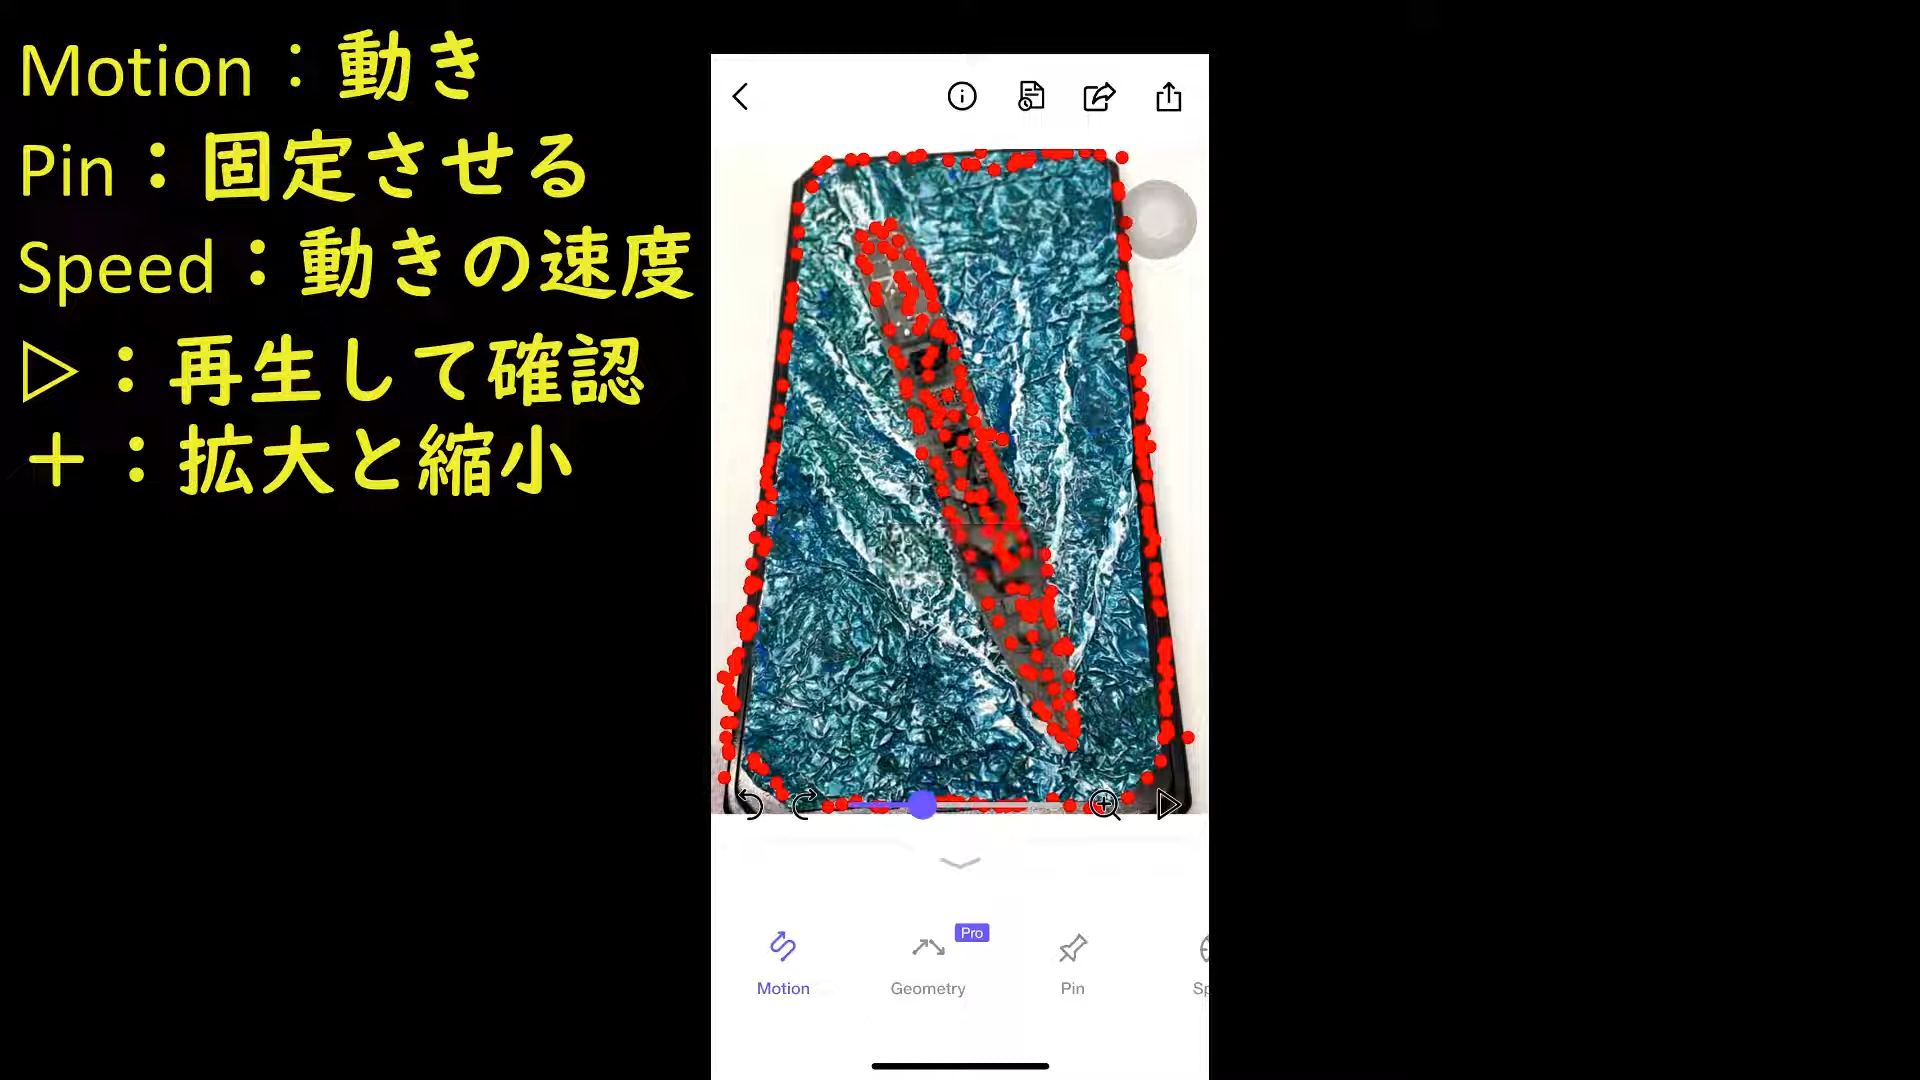 Motion：動き
Pin：固定させる
Speed：動きの速度
▷：再生して確認
＋：拡大と縮小
Pro
Motion
Geometry
Pin
Sp